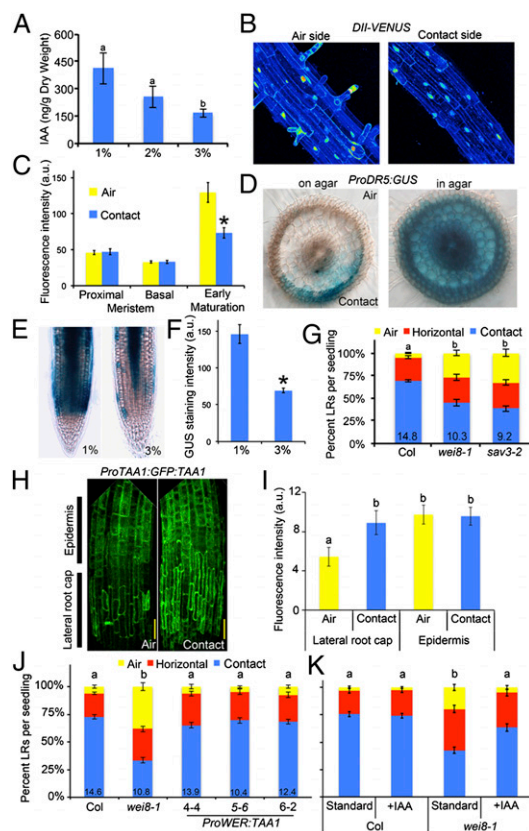 A
IAA (ng/g Dry Weight)
600
450
300
150
0
a
a
b
1% 2% 3%
B
DII-VENUS
Air side Contact side
C
Fluorescence intensity (a.u.)
150
100
50
0
Air
Contact
*
Proximal Basal Early
Meristem Maturation
D
ProDR5:GUS
on agar in agar
Air
Contact
E
1% 3%
F
GUS staining intensity (a.u.)
150
100
50
0
*
1% 3%
G
Air Horizontal Contact
Percent LRs per seedling
100%
75%
50%
25%
0%
a b b
14.8 10.3 9.2
Col wei8-1 sav3-2
H
ProTAA1:GFP:TAA1
Epidermis
Lateral root cap
Air Contact
I
Fluorescence intensity (a.u.)
12
8
4
0
a b b b
Air Contact Air Contact
Lateral root cap Epidermis
J
Air Horizontal Contact
Percent LRs per seedling
100%
75%
50%
25%
0%
a b a a a
14.6 10.8 13.9 10.4 12.4
Col wei8-1 4-4 5-6 6-2
ProWER:TAA1
K
a a b a
Standard +IAA Standard +IAA
Col wei8-1